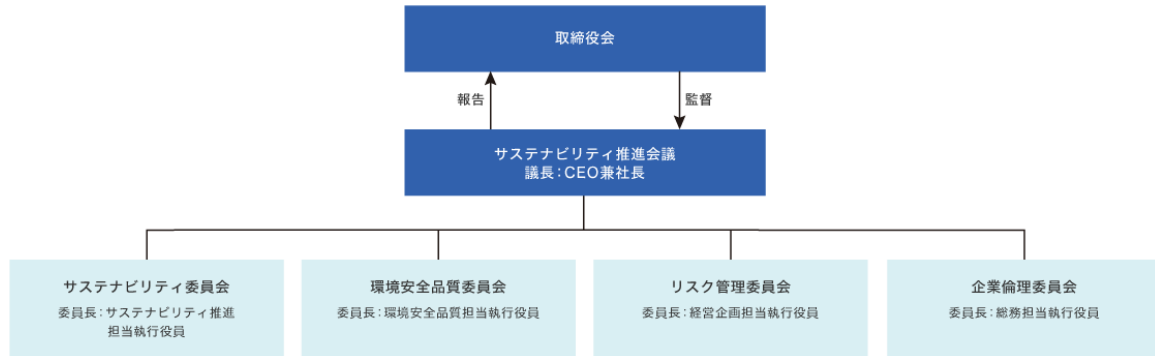 取締役会
報告
監督
サステナビリティ推進会議
議長：CEO兼社長
サステナビリティ委員会
委員長：サステナビリティ推進
担当執行役員
環境安全品質委員会
委員長：環境安全品質担当執行役員
リスク管理委員会
委員長：経営企画担当執行役員
企業倫理委員会
委員長：総務担当執行役員